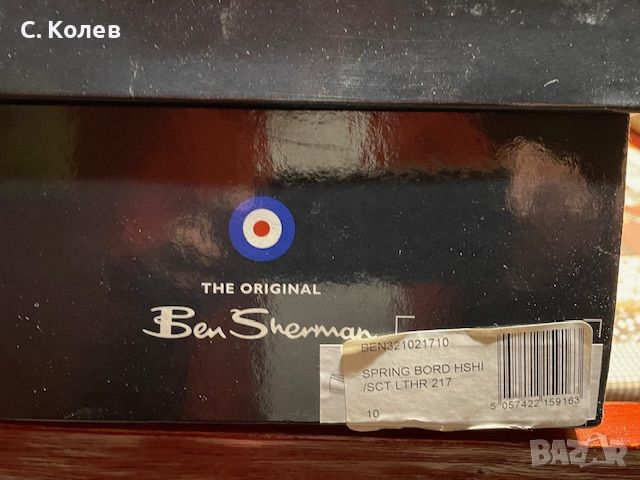 С. Колев
THE ORIGINAL
Ben Sherman
BEN321021710
SPRING BORD HSHI
/SCT LTHR 217
10
5 057422 159163
BAZAR